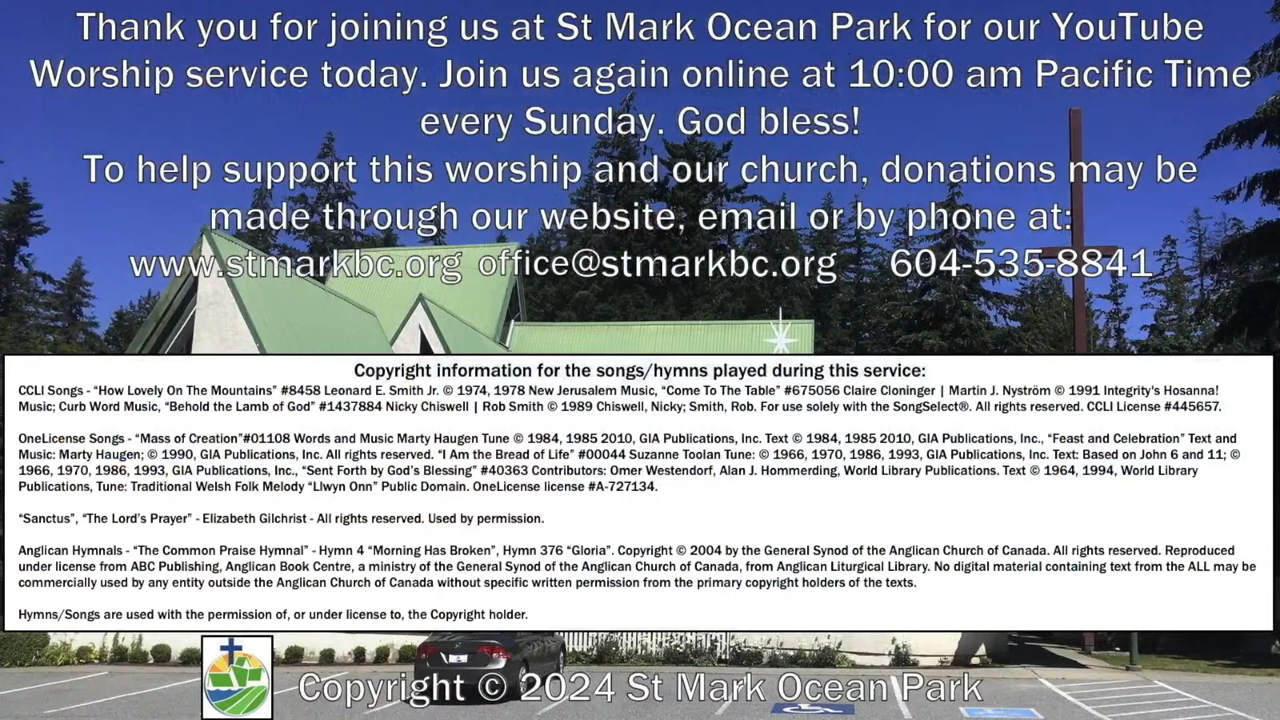 Thank you for joining us at St Mark Ocean Park for our YouTube
Worship service today. Join us again online at 10:00 am Pacific Time
every Sunday. God bless!
To help support this worship and our church, donations may be
made through our website, email or by phone at:
www.stmarkbc.org office@stmarkbc.org 604-535-8841
Copyright information for the songs/hymns played during this service:
CCLI Songs - “How Lovely On The Mountains” #8458 Leonard E. Smith Jr. © 1974, 1978 New Jerusalem Music, “Come To The Table” #675056 Claire Cloninger | Martin J. Nyström © 1991 Integrity's Hosanna!
Music; Curb Word Music, “Behold the Lamb of God” #1437884 Nicky Chiswell | Rob Smith © 1989 Chiswell, Nicky; Smith, Rob. For use solely with the SongSelect®. All rights reserved. CCLI License #445657.
OneLicense Songs - “Mass of Creation”#01108 Words and Music Marty Haugen Tune © 1984, 1985 2010, GIA Publications, Inc. Text © 1984, 1985 2010, GIA Publications, Inc., “Feast and Celebration” Text and
Music: Marty Haugen; © 1990, GIA Publications, Inc. All rights reserved. “I Am the Bread of Life” #00044 Suzanne Toolan Tune: © 1966, 1970, 1986, 1993, GIA Publications, Inc. Text: Based on John 6 and 11; ©
1966, 1970, 1986, 1993, GIA Publications, Inc., “Sent Forth by God’s Blessing” #40363 Contributors: Omer Westendorf, Alan J. Hommerding, World Library Publications. Text © 1964, 1994, World Library
Publications, Tune: Traditional Welsh Folk Melody “Llwyn Onn” Public Domain. OneLicense license #A-727134.
“Sanctus”, “The Lord’s Prayer” - Elizabeth Gilchrist - All rights reserved. Used by permission.
Anglican Hymnals - “The Common Praise Hymnal” - Hymn 4 “Morning Has Broken”, Hymn 376 “Gloria”. Copyright © 2004 by the General Synod of the Anglican Church of Canada. All rights reserved. Reproduced
under license from ABC Publishing, Anglican Book Centre, a ministry of the General Synod of the Anglican Church of Canada, from Anglican Liturgical Library. No digital material containing text from the ALL may be
commercially used by any entity outside the Anglican Church of Canada without specific written permission from the primary copyright holders of the texts.
Hymns/Songs are used with the permission of, or under license to, the Copyright holder.
Copyright © 2024 St Mark Ocean Park